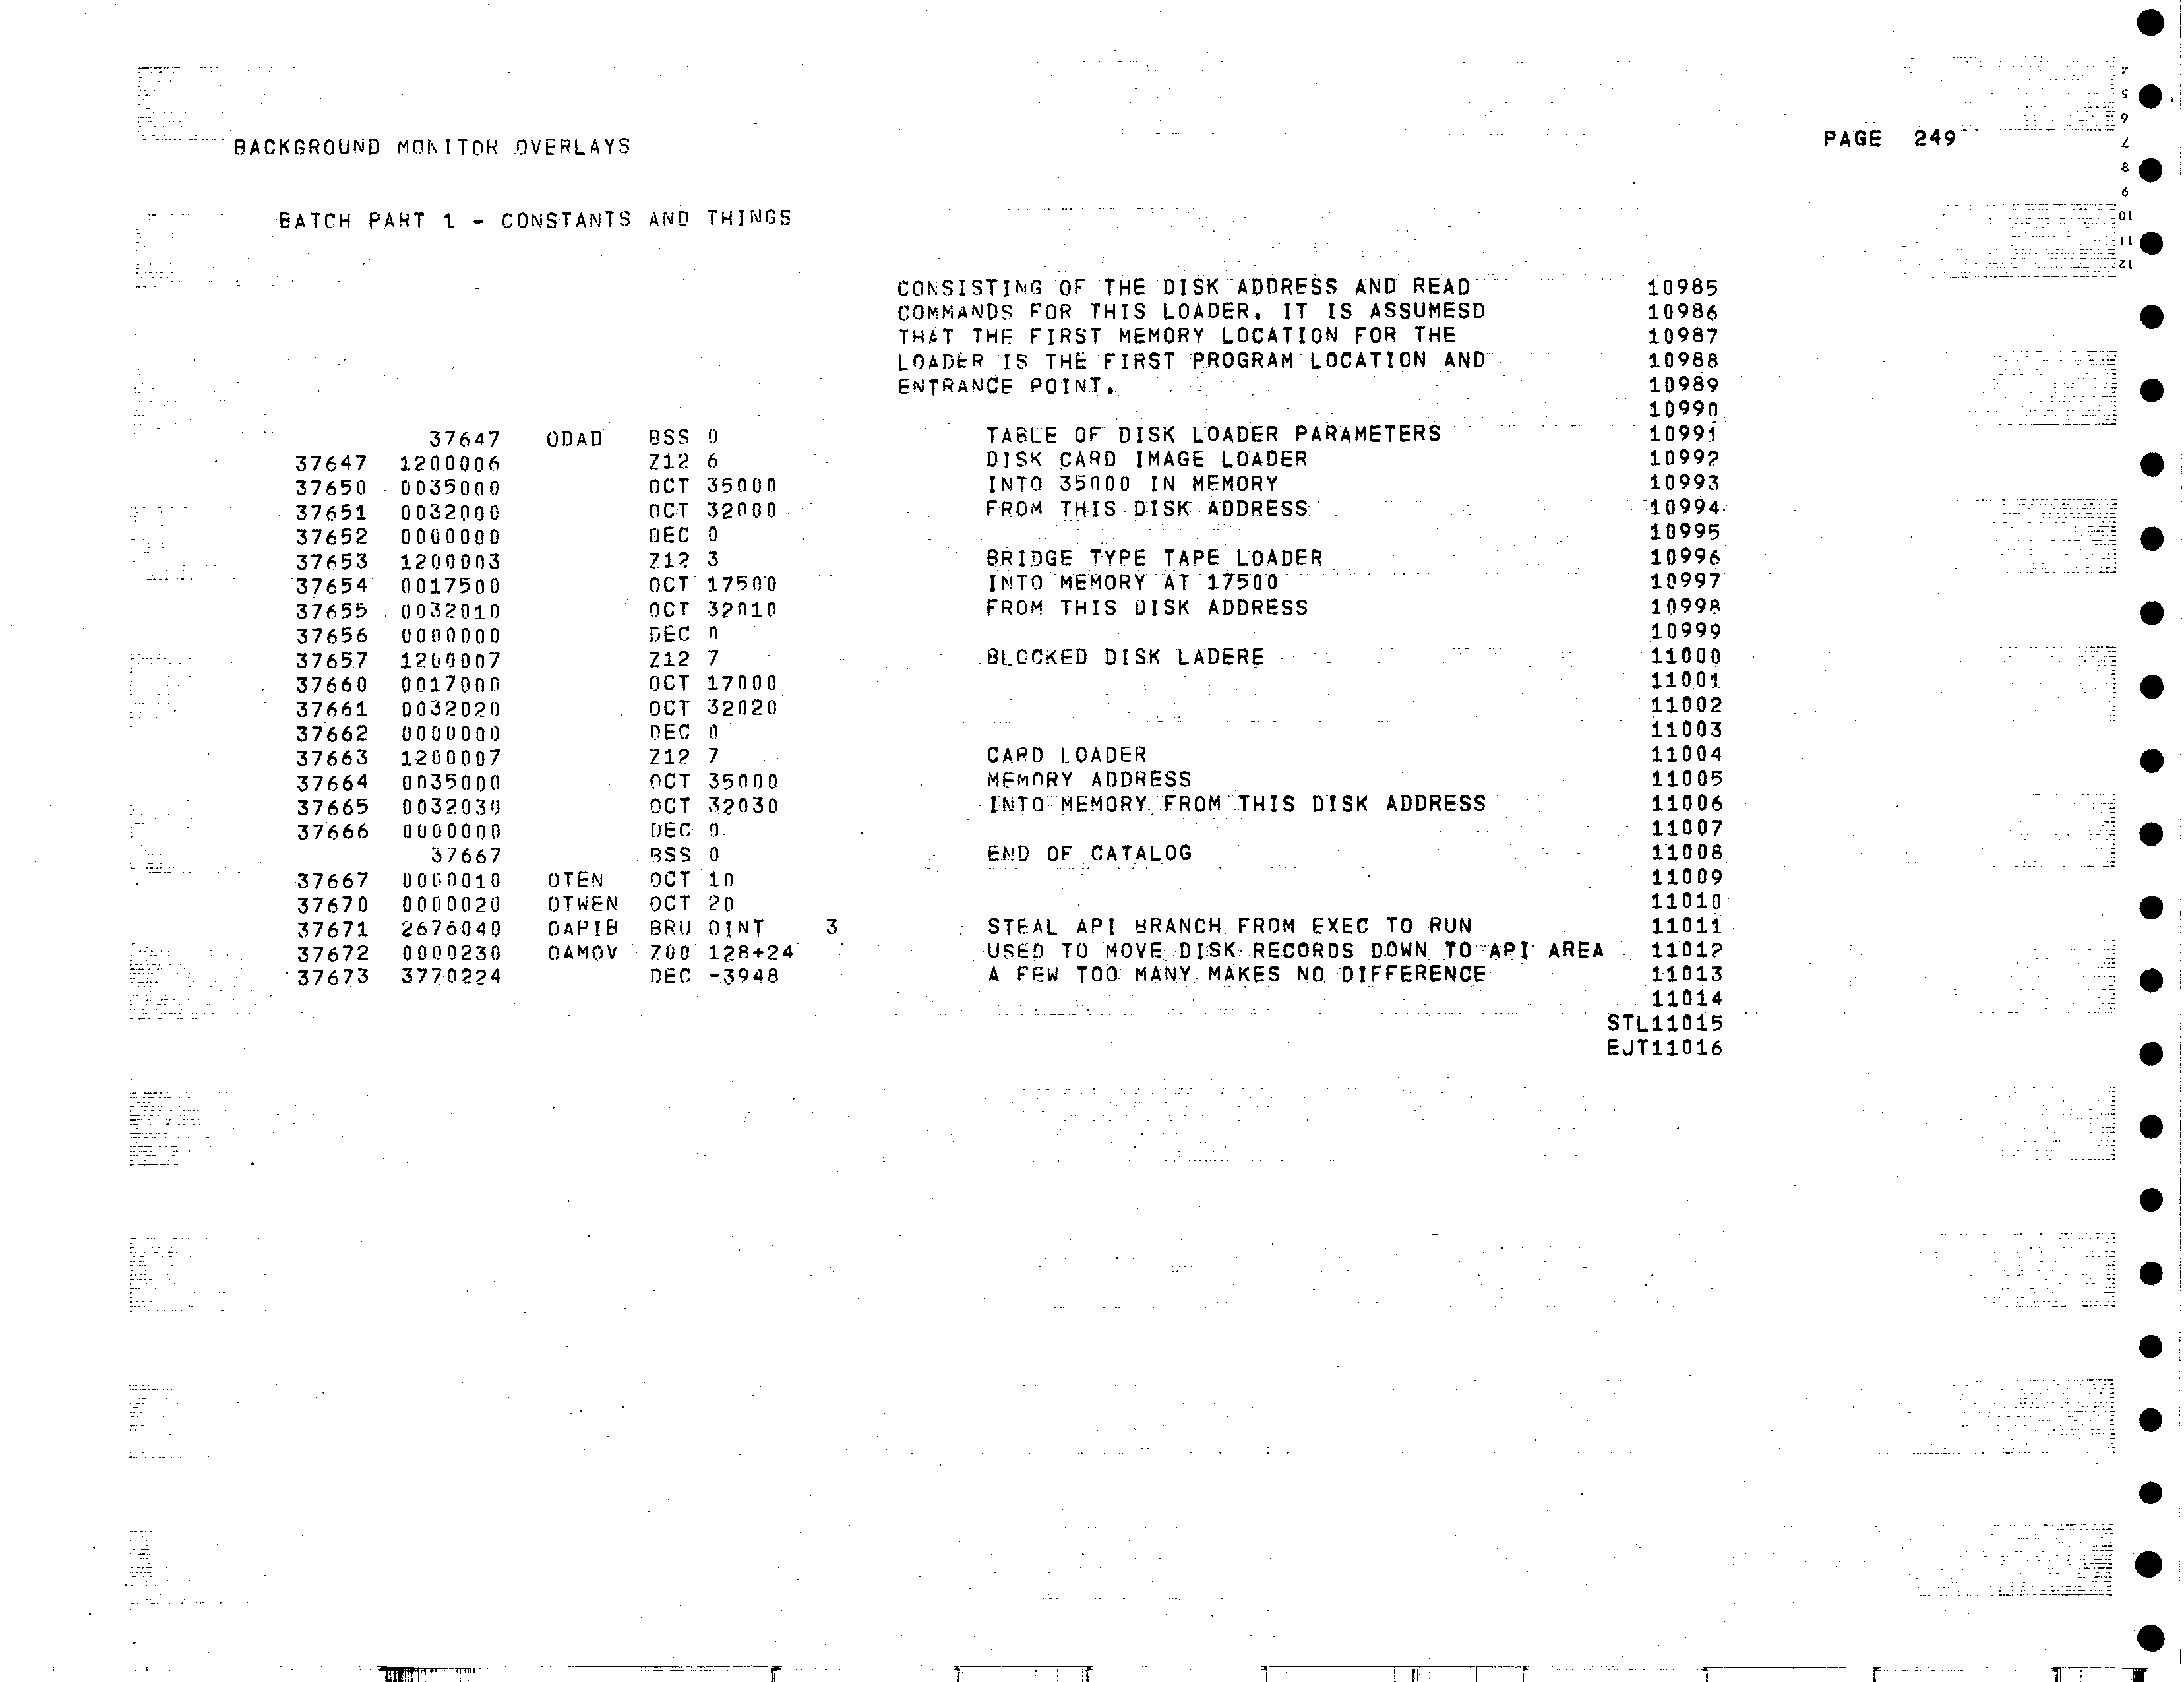 BACKGROUND MONITOR OVERLAYS PAGE 249
BATCH PART 1 - CONSTANTS AND THINGS
CONSISTING OF THE DISK ADDRESS AND READ 10985
COMMANDS FOR THIS LOADER. IT IS ASSUMESD 10986
THAT THE FIRST MEMORY LOCATION FOR THE 10987
LOADER IS THE FIRST PROGRAM LOCATION AND 10988
ENTRANCE POINT. 10989
10990
37647 ODAD BSS 0 TABLE OF DISK LOADER PARAMETERS 10991
37647 1200006 Z12 6 DISK CARD IMAGE LOADER 10992
37650 0035000 OCT 35000 INTO 35000 IN MEMORY 10993
37651 0032000 OCT 32000 FROM THIS DISK ADDRESS 10994
37652 0000000 DEC 0 10995
37653 1200003 Z12 3 BRIDGE TYPE TAPE LOADER 10996
37654 0017500 OCT 17500 INTO MEMORY AT 17500 10997
37655 0032010 OCT 32010 FROM THIS DISK ADDRESS 10998
37656 0000000 DEC 0 10999
37657 1200007 Z12 7 BLOCKED DISK LADERE 11000
37660 0017000 OCT 17000 11001
37661 0032020 OCT 32020 11002
37662 0000000 DEC 0 11003
37663 1200007 Z12 7 CARD LOADER 11004
37664 0035000 OCT 35000 MEMORY ADDRESS 11005
37665 0032030 OCT 32030 INTO MEMORY FROM THIS DISK ADDRESS 11006
37666 0000000 DEC 0 11007
37667 BSS 0 END OF CATALOG 11008
37667 0000010 OTEN OCT 10 11009
37670 0000020 OTWEN OCT 20 11010
37671 2676040 OAPIB BRU OINT 3 STEAL API BRANCH FROM EXEC TO RUN 11011
37672 0000230 OAMOV Z00 128+24 USED TO MOVE DISK RECORDS DOWN TO API AREA 11012
37673 3770224 DEC -3948 A FEW TOO MANY MAKES NO DIFFERENCE 11013
11014
STL11015
EJT11016
4
5
6
7
8
9
10
11
12